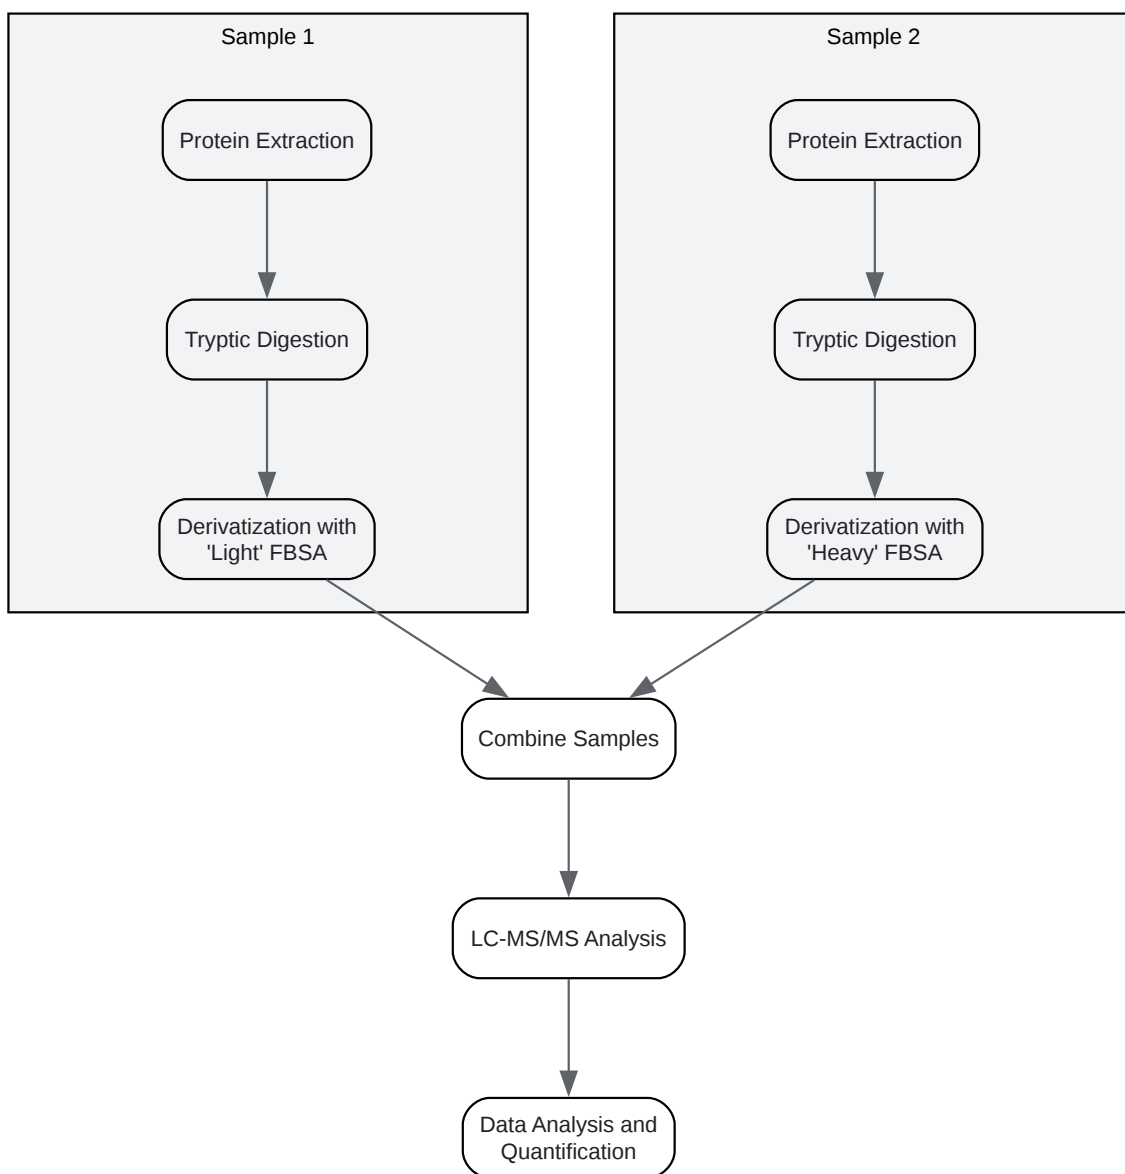 Sample 1
Protein Extraction
Tryptic Digestion
Derivatization with
'Light' FBSA
Sample 2
Protein Extraction
Tryptic Digestion
Derivatization with
'Heavy' FBSA
Combine Samples
LC-MS/MS Analysis
Data Analysis and
Quantification